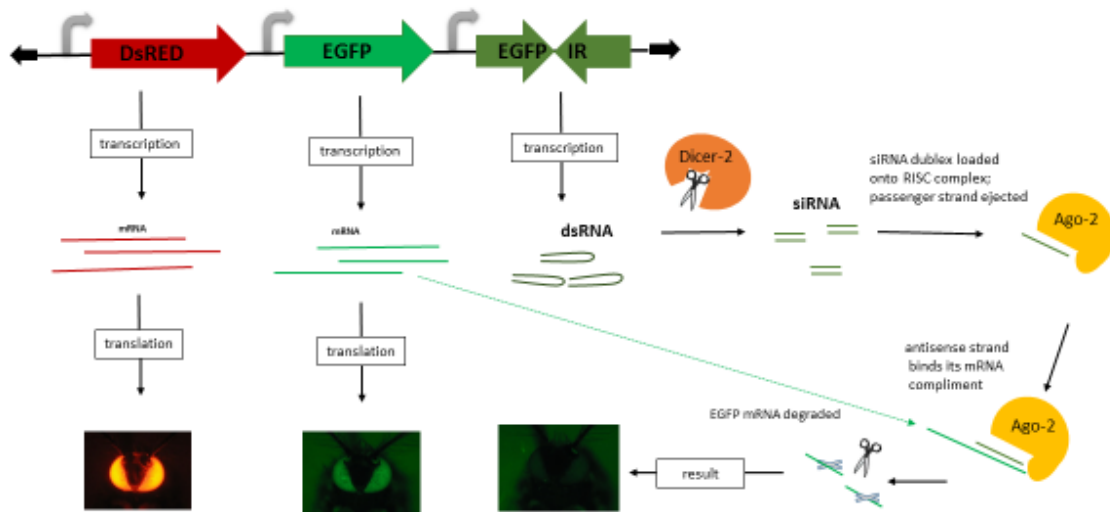 DsRED
EGFP
EGFP IR
transcription
transcription
transcription
Dicer-2
siRNA dublex loaded
onto RISC complex;
passenger strand ejected
Ago-2
mRNA
mRNA
dsRNA
siRNA
translation
translation
antisense strand
binds its mRNA
compliment
Ago-2
EGFP mRNA degraded
result